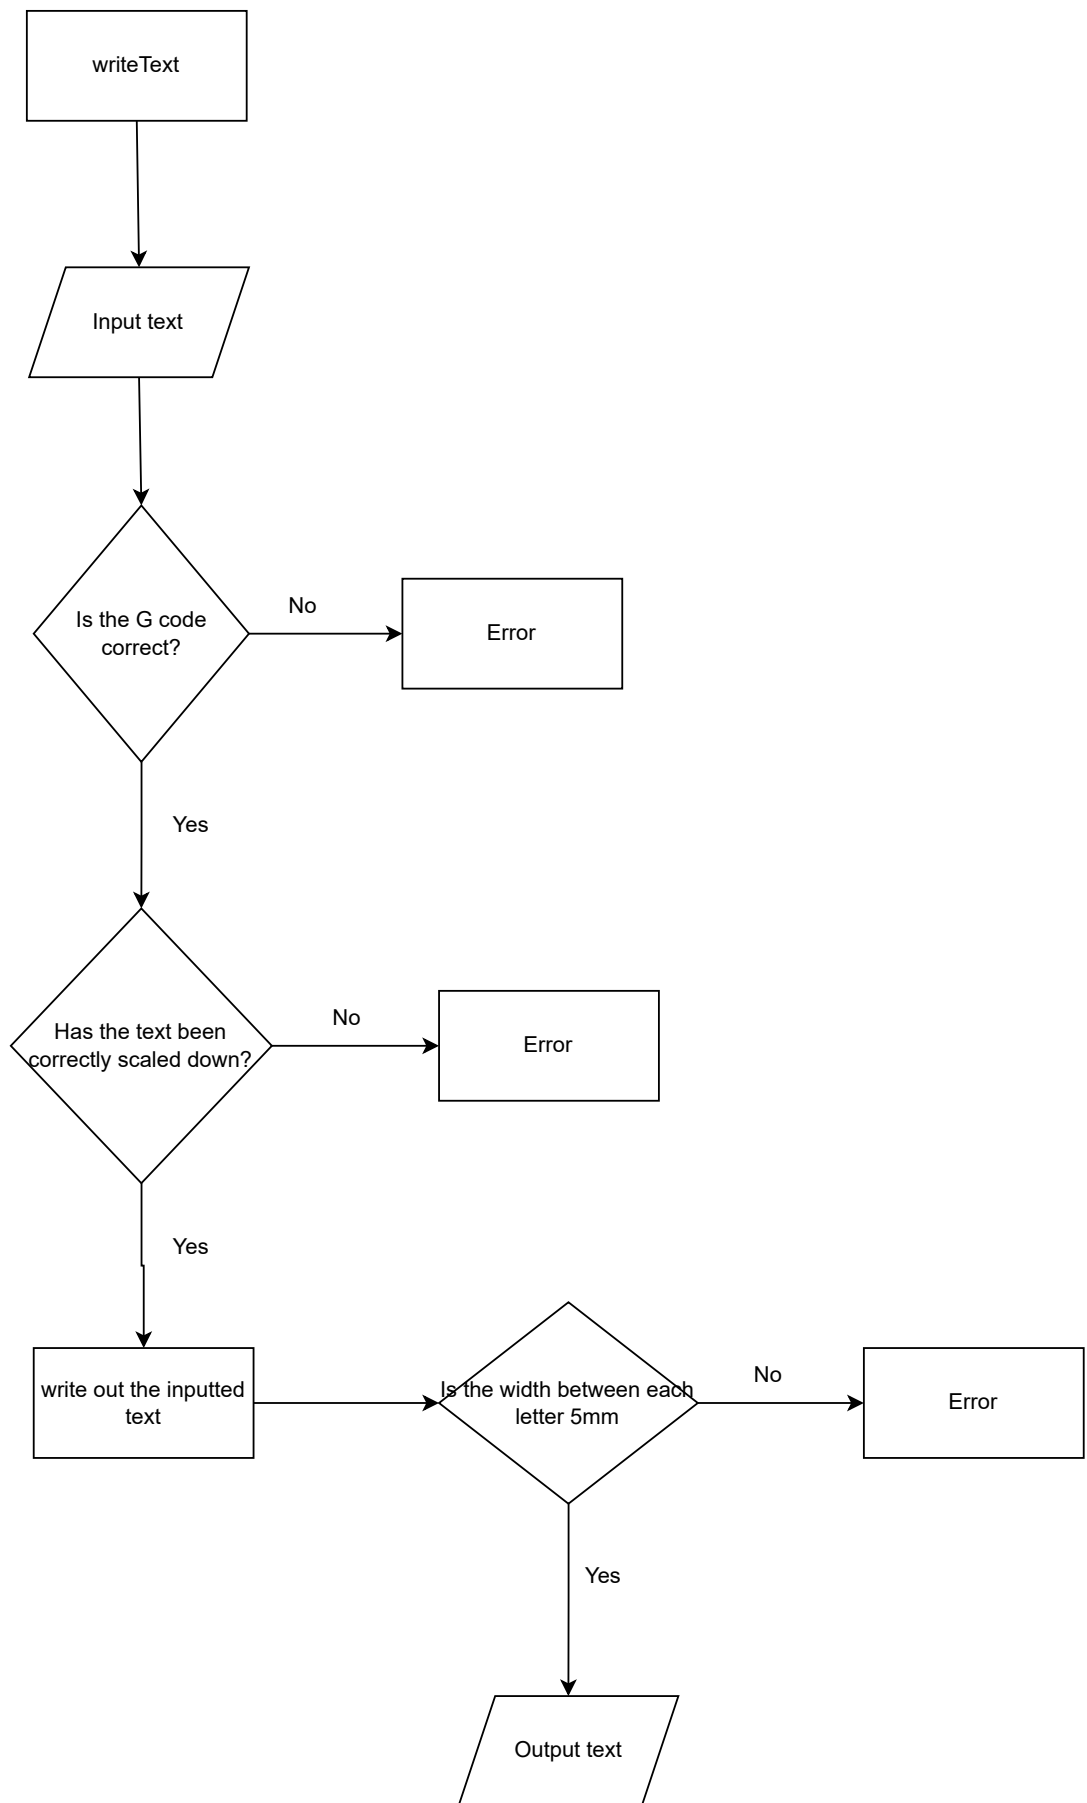 writeText
Input text
Is the G code
correct?
No
Error
Yes
Has the text been
correctly scaled down?
No
Error
Yes
write out the inputted
text
Is the width between each
letter 5mm
No
Error
Yes
Output text